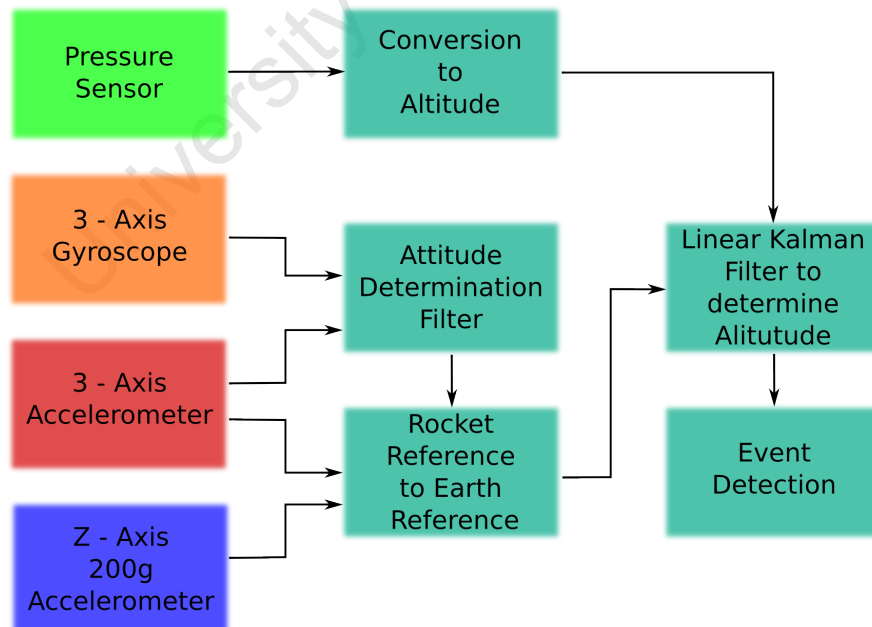 Pressure
Sensor
Conversion
to
Altitude
3 - Axis
Gyroscope
Attitude
Determination
Filter
Linear Kalman
Filter to
determine
Alitutude
3 - Axis
Accelerometer
Rocket
Reference
to Earth
Reference
Event
Detection
Z - Axis
200g
Accelerometer
University